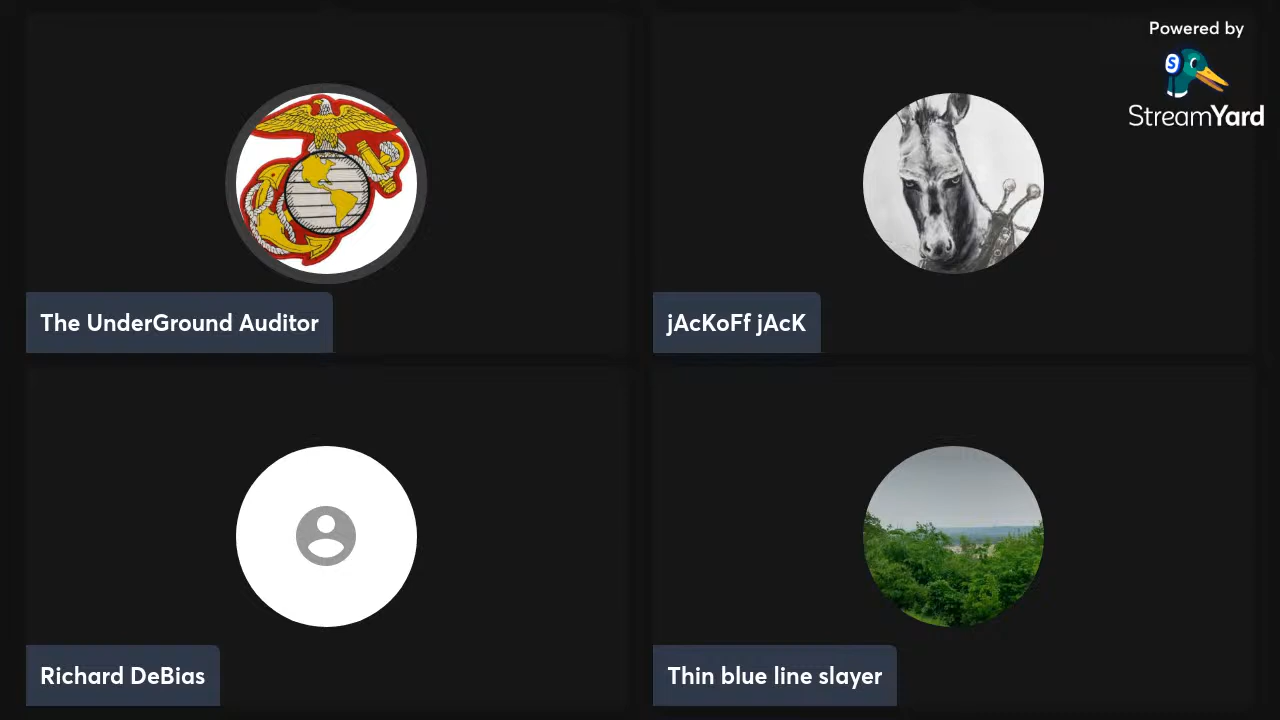 Powered by
S
StreamYard
The UnderGround Auditor
jAcKoFf jAcK
Richard DeBias
Thin blue line slayer